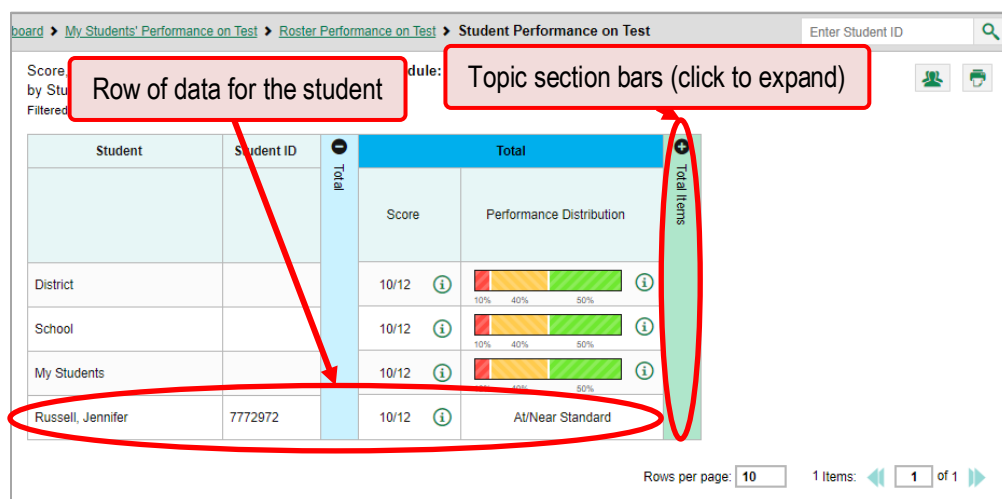 board > My Students' Performance on Test > Roster Performance on Test > Student Performance on Test
Enter Student ID
Score,
by Stu
Filtered
dule:
Row of data for the student
Topic section bars (click to expand)
Student
Student ID
Total
Total
Total Items
Score
Performance Distribution
District
10/12
10% 40% 50%
School
10/12
10% 40% 50%
My Students
10/12
40% 50%
Russell, Jennifer
7772972
10/12
At/Near Standard
Rows per page: 10
1 Items:
1 of 1